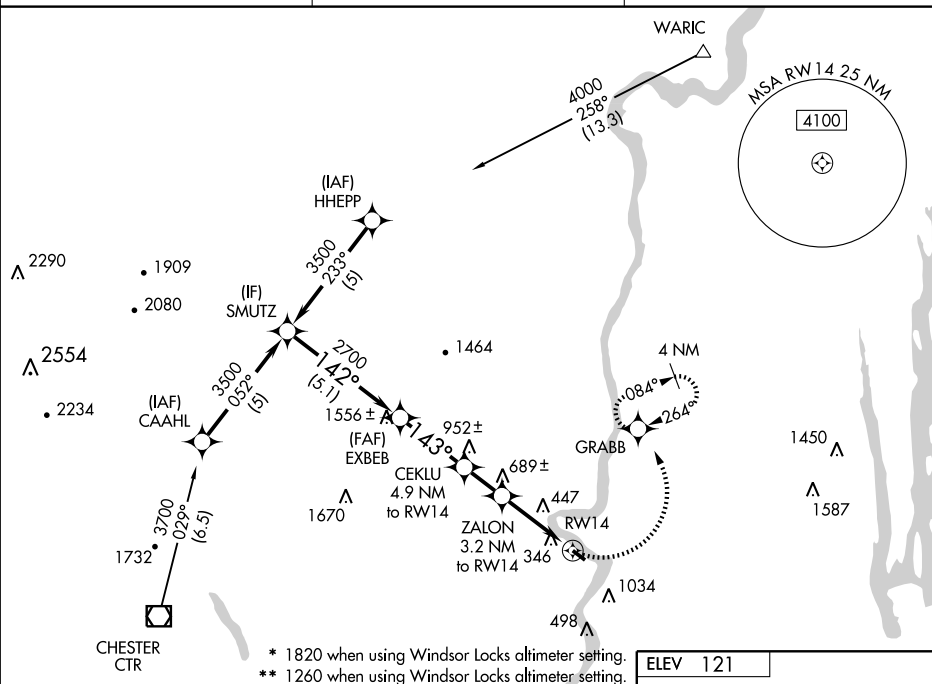 WARIC
4000
258°
(13.3)
MSA RW14 25 NM
4100
(IAF)
HHEPP
3500
233°
(5)
2290
1909
2080
(IF)
SMUTZ
2554
2234
1464
2700
142°
(5.1)
3500
052°
(5)
(IAF)
CAAHL
1556 ±
(FAF)
EXBEB
143°
952 ±
CEKLU
4.9 NM
to RW14
689 ±
4 NM
084°
264°
GRABB
1450
1587
1670
447
ZALON
3.2 NM
to RW14
RW14
346
3700
029°
(6.5)
1732
1034
498
CHESTER
CTR
* 1820 when using Windsor Locks altimeter setting.
** 1260 when using Windsor Locks altimeter setting.
ELEV 121